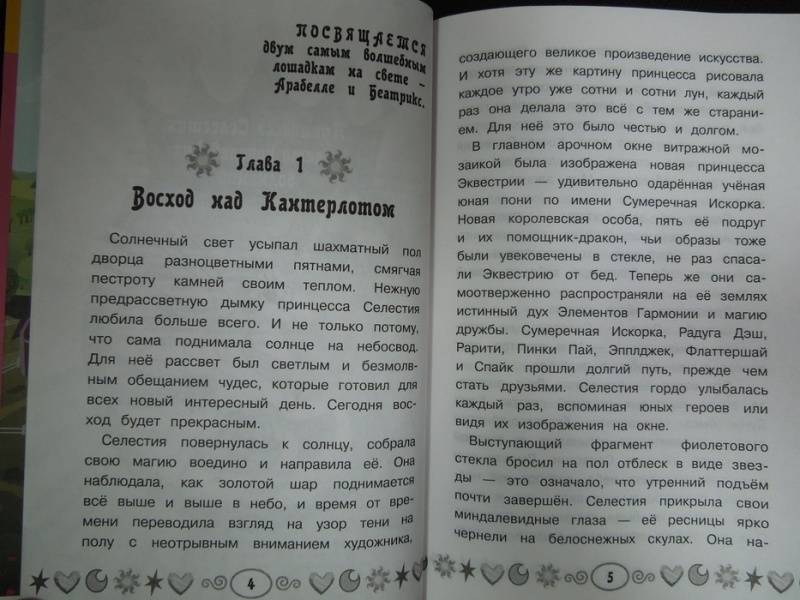 ПОСВЯЩАЕТСЯ
двум самым волшебным
лошадкам на свете –
Арабелле и Беатрикс.
Глава 1
Восход над Кантерлотом
Солнечный свет усыпал шахматный пол
дворца разноцветными пятнами, смягчая
пестроту камней своим теплом. Нежную
предрассветную дымку принцесса Селестия
любила больше всего. И не только потому,
что сама поднимала солнце на небосвод.
Для неё рассвет был светлым и безмолв-
ным обещанием чудес, которые готовил для
всех новый интересный день. Сегодня вос-
ход будет прекрасным.
Селестия повернулась к солнцу, собрала
свою магию воедино и направила её. Она
наблюдала, как золотой шар поднимается
всё выше и выше в небо, и время от вре-
мени переводила взгляд на узор тени на
полу с неотрывным вниманием художника,
4
создающего великое произведение искусства.
И хотя эту же картину принцесса рисовала
каждое утро уже сотни и сотни лун, каждый
раз она делала это всё с тем же старани-
ем. Для неё это было честью и долгом.
В главном арочном окне витражной мо-
заикой была изображена новая принцесса
Эквестрии — удивительно одарённая учёная
юная пони по имени Сумеречная Искорка.
Новая королевская особа, пять её подруг
и их помощник-дракон, чьи образы тоже
были увековечены в стекле, не раз спаса-
ли Эквестрию от бед. Теперь же они са-
моотверженно распространяли на её землях
истинный дух Элементов Гармонии и магию
дружбы. Сумеречная Искорка, Радуга Дэш,
Рарити, Пинки Пай, Эпплджек, Флаттершай
и Спайк прошли долгий путь, прежде чем
стать друзьями. Селестия гордо улыбалась
каждый раз, вспоминая юных героев или
видя их изображения на окне.
Выступающий фрагмент фиолетового
стекла бросил на пол отблеск в виде звез-
ды — это означало, что утренний подъём
почти завершён. Селестия прикрыла свои
миндалевидные глаза — её ресницы ярко
чернели на белоснежных скулах. Она на-
5